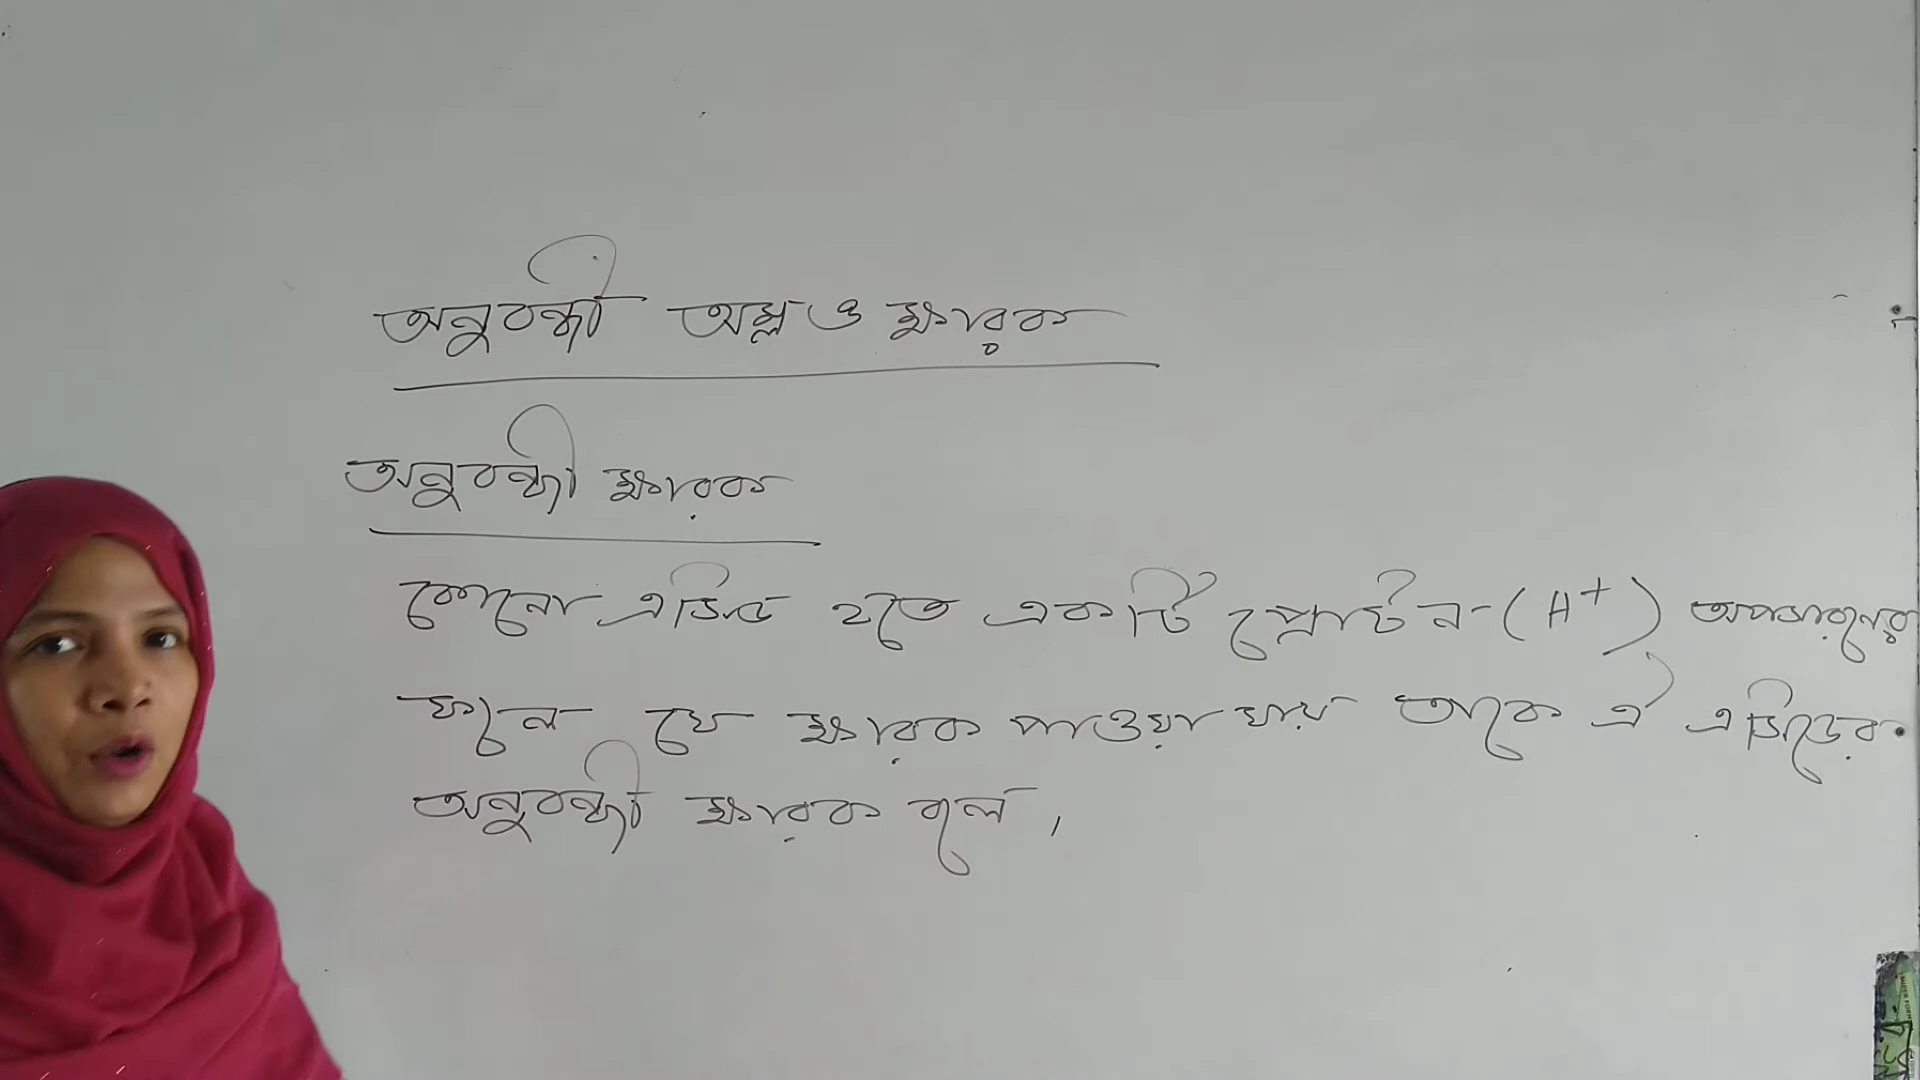 অনুবন্ধী অম্ল ও ক্ষারক
অনুবন্ধী ক্ষারক
কোনো এসিড হতে একটি প্রোটন (H+) অপসারণের
ফলে যে ক্ষারক পাওয়া যায় তাকে ঐ এসিডের
অনুবন্ধী ক্ষারক বলে।